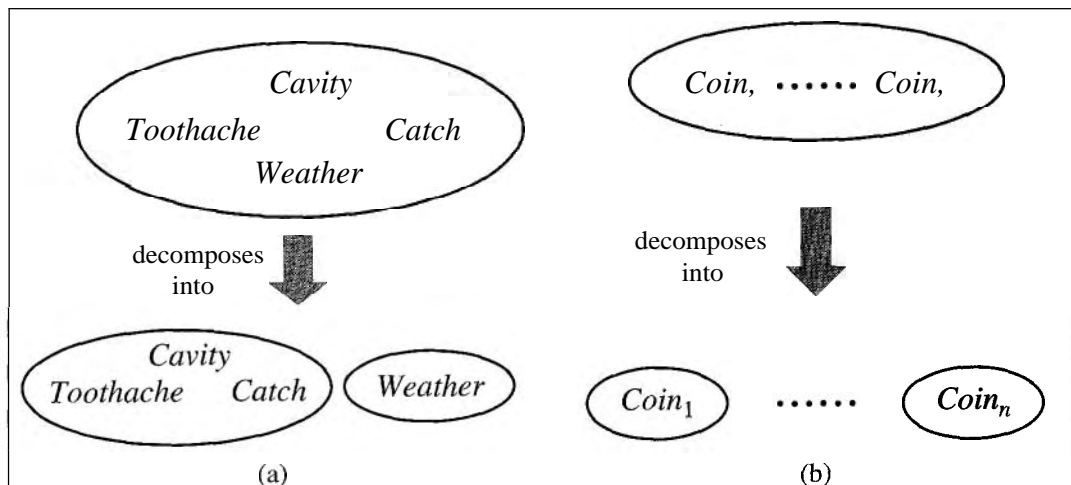 Cavity
Toothache Catch
Weather
decomposes
into
Cavity
Toothache Catch
Weather
(a)
Coin, ...... Coin,
decomposes
into
Coin₁ ...... Coinₙ
(b)